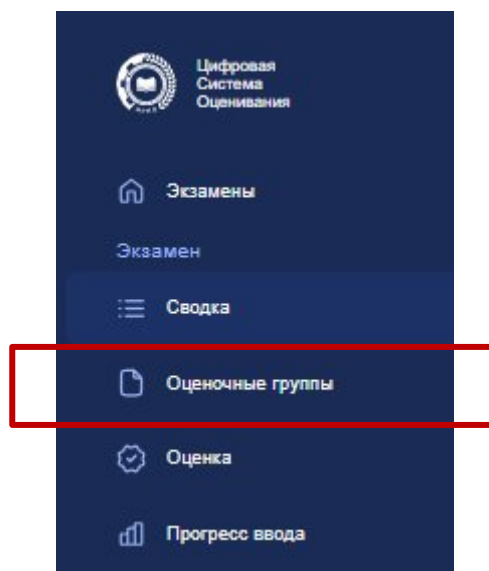 Цифровая
Система
Оценивания
Экзамены
Экзамен
Сводка
Оценочные группы
Оценка
Прогресс ввода